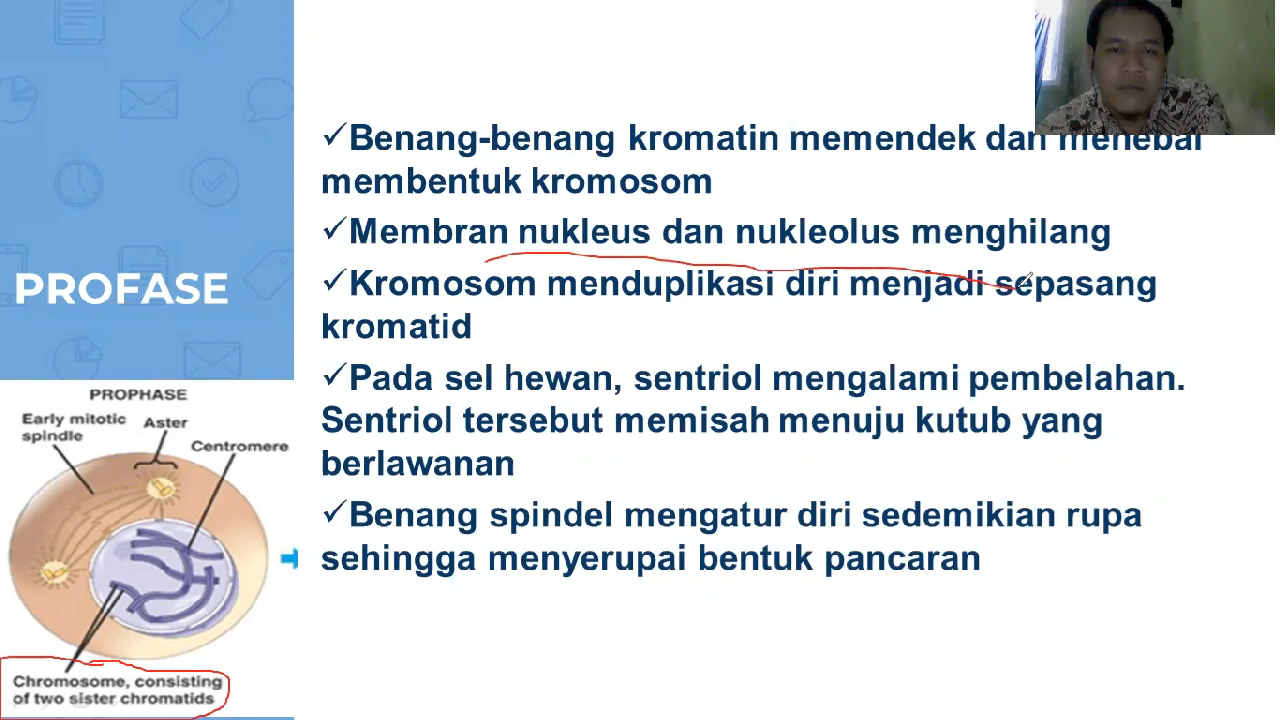 PROFASE
✓Benang-benang kromatin memendek dan menebal
membentuk kromosom
✓Membran nukleus dan nukleolus menghilang
✓Kromosom menduplikasi diri menjadi sepasang
kromatid
✓Pada sel hewan, sentriol mengalami pembelahan.
Sentriol tersebut memisah menuju kutub yang
berlawanan
✓Benang spindel mengatur diri sedemikian rupa
sehingga menyerupai bentuk pancaran
PROPHASE
Early mitotic
spindle
Aster
Centromere
Chromosome, consisting
of two sister chromatids